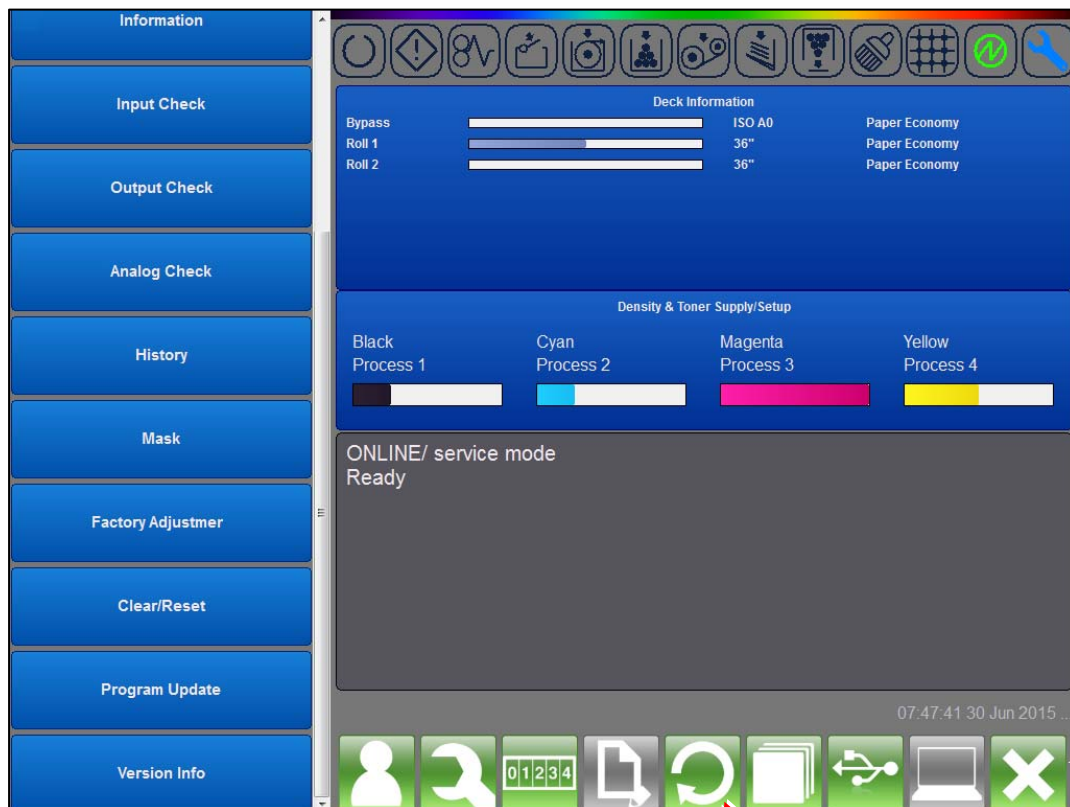 Information
Input Check
Output Check
Analog Check
History
Mask
Factory Adjustmer
Clear/Reset
Program Update
Version Info
Deck Information
Bypass ISO A0 Paper Economy
Roll 1 36" Paper Economy
Roll 2 36" Paper Economy
Density & Toner Supply/Setup
Black Cyan Magenta Yellow
Process 1 Process 2 Process 3 Process 4
ONLINE/ service mode
Ready
07:47:41 30 Jun 2015 ..
01234